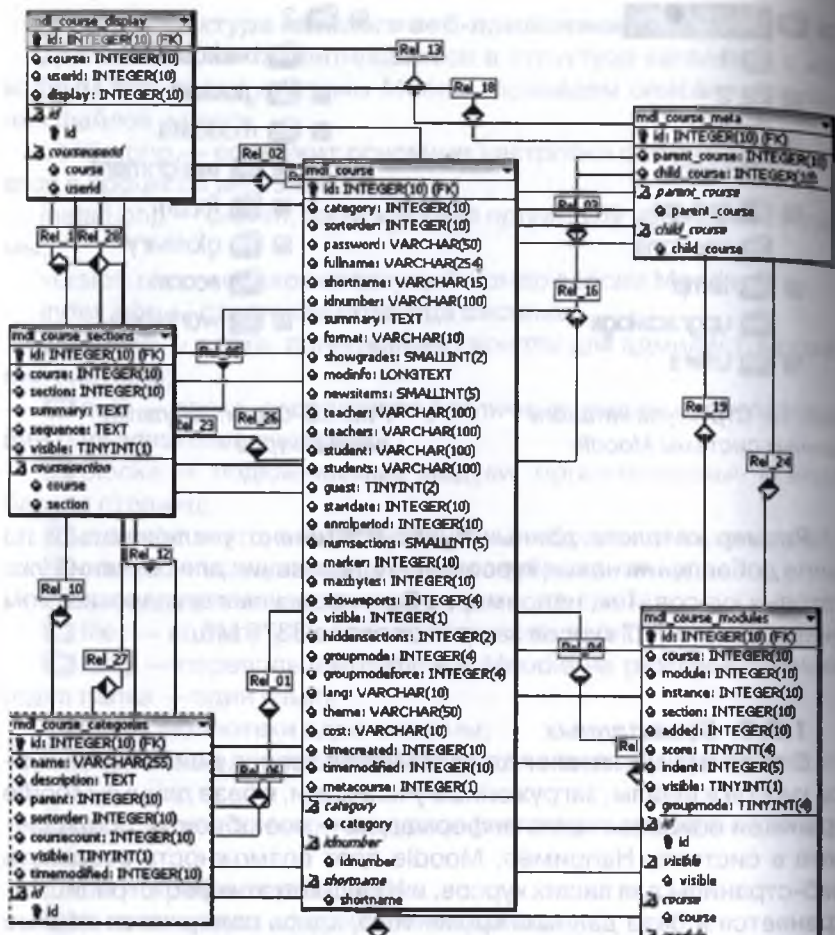 mdl_course_display
id: INTEGER(10) (FK)
course: INTEGER(10)
userid: INTEGER(10)
display: INTEGER(10)
id
id
courseuserid
course
userid
Rel_13
Rel_18
mdl_course_meta
id: INTEGER(10) (FK)
parent_course: INTEGER(10)
child_course: INTEGER(10)
parent_course
parent_course
child_course
child_course
Rel_02
Rel_03
Rel_16
Rel_1
Rel_28
mdl_course
id: INTEGER(10) (FK)
category: INTEGER(10)
sortorder: INTEGER(10)
password: VARCHAR(50)
fullname: VARCHAR(254)
shortname: VARCHAR(15)
idnumber: VARCHAR(100)
summary: TEXT
format: VARCHAR(10)
showgrades: SMALLINT(2)
modinfo: LONGTEXT
newsitems: SMALLINT(5)
teacher: VARCHAR(100)
teachers: VARCHAR(100)
student: VARCHAR(100)
students: VARCHAR(100)
guest: TINYINT(2)
startdate: INTEGER(10)
enrolperiod: INTEGER(10)
numsections: SMALLINT(5)
marker: INTEGER(10)
maxbytes: INTEGER(10)
showreports: INTEGER(4)
visible: INTEGER(1)
hiddensections: INTEGER(2)
groupmode: INTEGER(4)
groupmodeforce: INTEGER(4)
lang: VARCHAR(10)
theme: VARCHAR(50)
cost: VARCHAR(10)
timecreated: INTEGER(10)
timemodified: INTEGER(10)
metacourse: INTEGER(1)
category
category
idnumber
idnumber
shortname
shortname
mdl_course_sections
id: INTEGER(10) (FK)
course: INTEGER(10)
section: INTEGER(10)
summary: TEXT
sequence: TEXT
visible: TINYINT(1)
coursesection
course
section
Rel_23
Rel_26
Rel_19
Rel_24
Rel_12
Rel_10
Rel_27
Rel_01
mdl_course_categories
id: INTEGER(10) (FK)
name: VARCHAR(255)
description: TEXT
parent: INTEGER(10)
sortorder: INTEGER(10)
coursecount: INTEGER(10)
visible: TINYINT(1)
timemodified: INTEGER(10)
id
id
mdl_course_modules
id: INTEGER(10) (FK)
course: INTEGER(10)
module: INTEGER(10)
instance: INTEGER(10)
section: INTEGER(10)
added: INTEGER(10)
score: TINYINT(4)
indent: INTEGER(5)
visible: TINYINT(1)
groupmode: TINYINT(4)
id
id
visible
visible
course
course